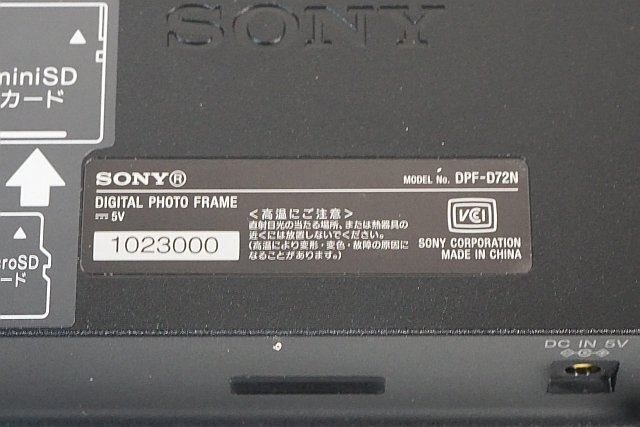 SONY
miniSD
カード
SONY®
MODEL No. DPF-D72N
DIGITAL PHOTO FRAME
⎓ 5V
1023000
<高温にご注意>
直射日光の当たる場所、または熱器具の
近くには放置しないでください。
(高温により変形・変色・故障の原因に
なることがあります。)
VCI
SONY CORPORATION
MADE IN CHINA
roSD
ード
DC IN 5V